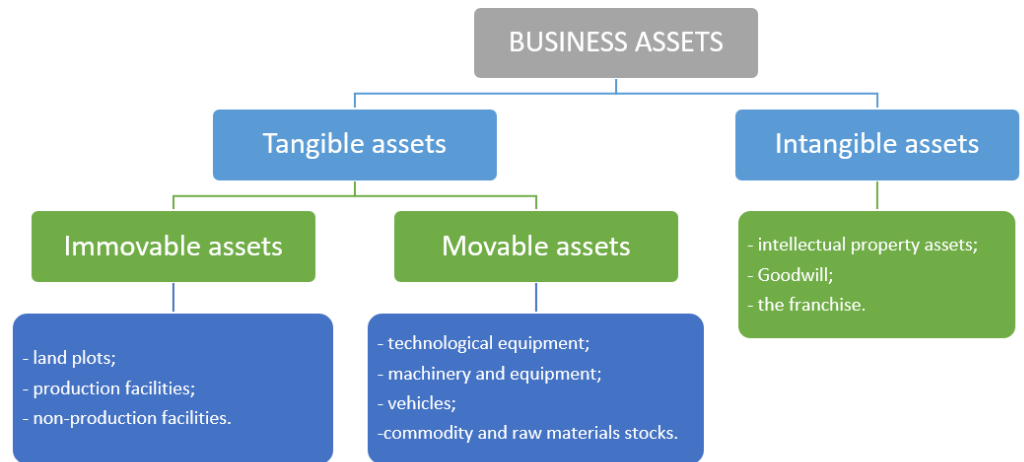 BUSINESS ASSETS
Tangible assets
Intangible assets
Immovable assets
Movable assets
- intellectual property assets;
- Goodwill;
- the franchise.
- land plots;
- production facilities;
- non-production facilities.
- technological equipment;
- machinery and equipment;
- vehicles;
-commodity and raw materials stocks.